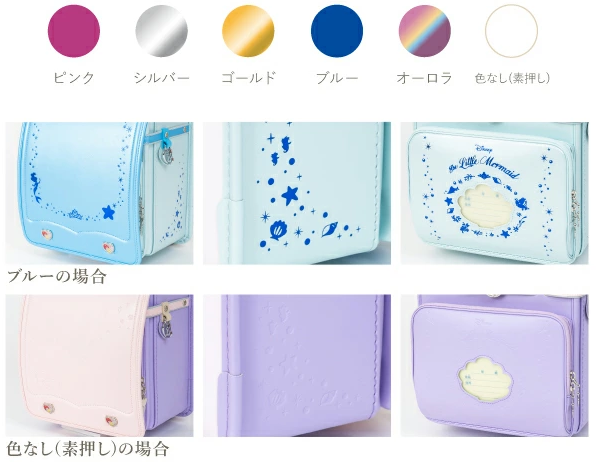 ピンク
シルバー
ゴールド
ブルー
オーロラ
色なし(素押し)
Disney
The Little Mermaid
ブルーの場合
色なし(素押し)の場合